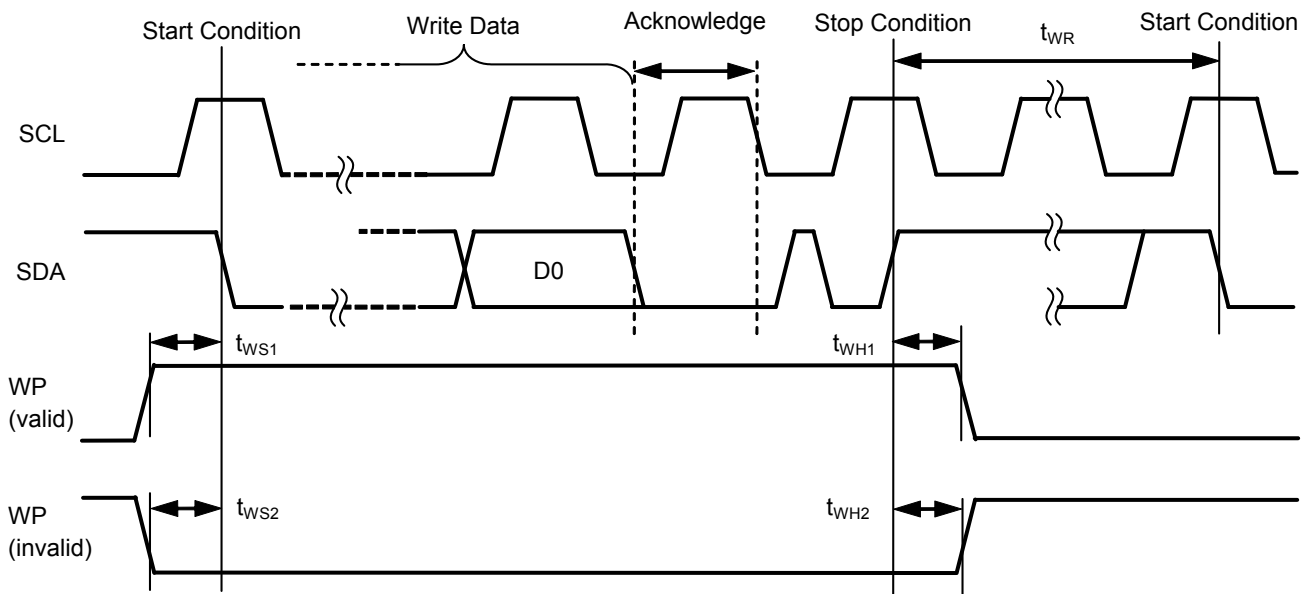 Start Condition
Write Data
Acknowledge
Stop Condition
tWR
Start Condition
SCL
SDA
D0
tWS1
tWH1
WP
(valid)
tWS2
tWH2
WP
(invalid)